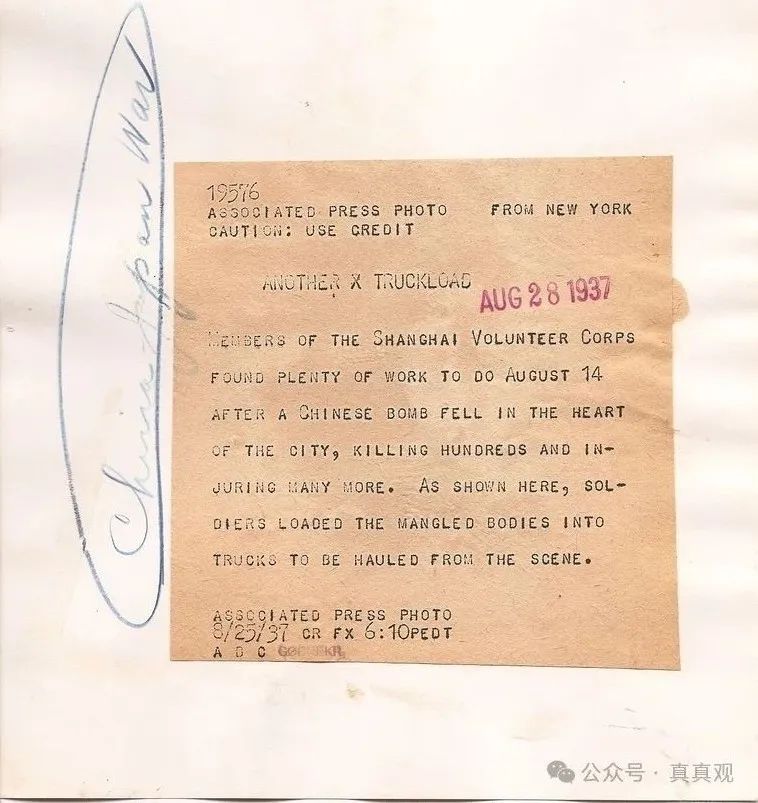 China Japan War
19576
ASSOCIATED PRESS PHOTO FROM NEW YORK
CAUTION: USE CREDIT
ANOTHER X TRUCKLOAD
AUG 28 1937
MEMBERS OF THE SHANGHAI VOLUNTEER CORPS
FOUND PLENTY OF WORK TO DO AUGUST 14
AFTER A CHINESE BOMB FELL IN THE HEART
OF THE CITY, KILLING HUNDREDS AND IN-
JURING MANY MORE. AS SHOWN HERE, SOL-
DIERS LOADED THE MANGLED BODIES INTO
TRUCKS TO BE HAULED FROM THE SCENE.
ASSOCIATED PRESS PHOTO
8/25/37 CR FX 6:10PEDT
A D C
公众号 · 真真观